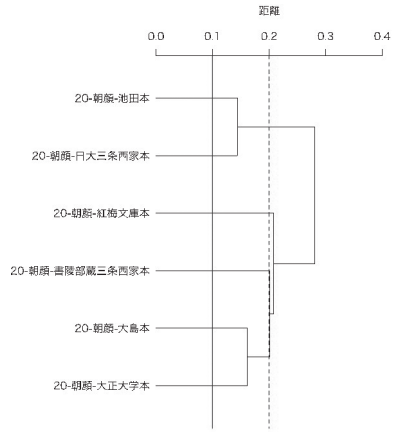 距離
0.0 0.1 0.2 0.3 0.4
20-朝顔-池田本
20-朝顔-日大三条西家本
20-朝顔-紅梅文庫本
20-朝顔-書陵部蔵三条西家本
20-朝顔-大島本
20-朝顔-大正大学本